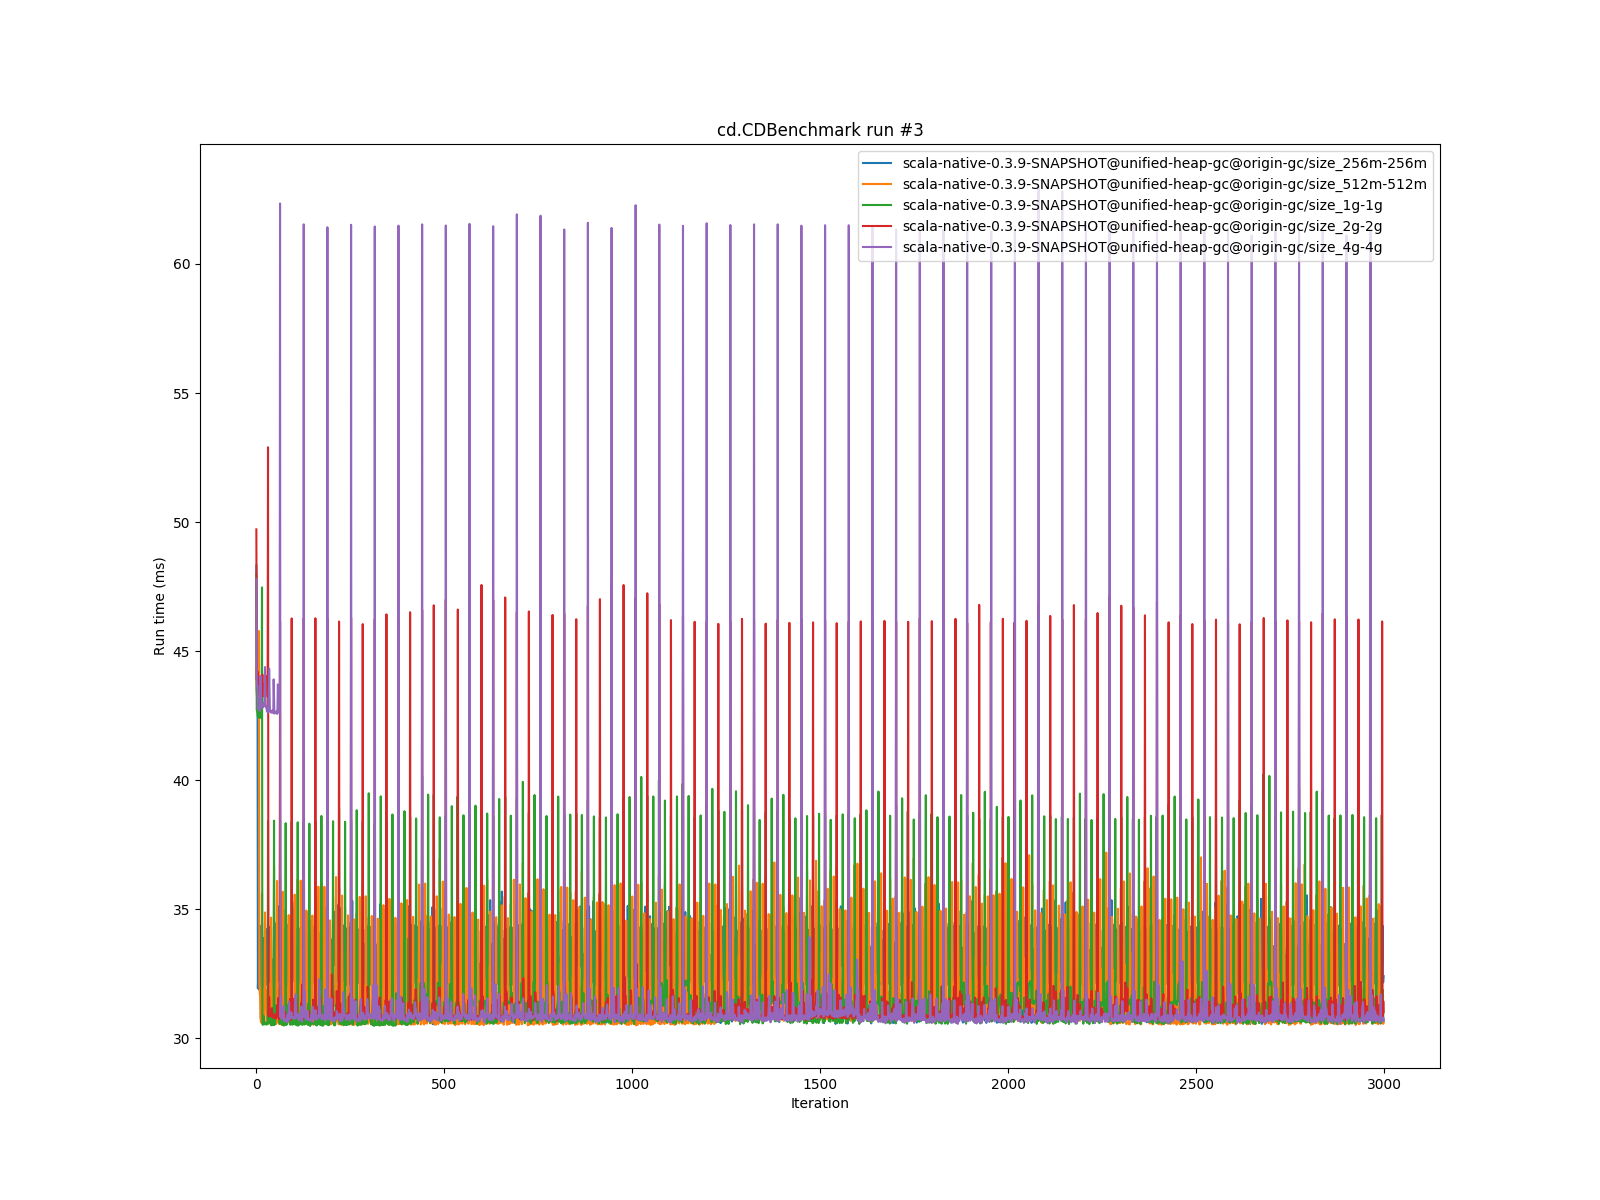 cd.CDBenchmark run #3
scala-native-0.3.9-SNAPSHOT@unified-heap-gc@origin-gc/size_256m-256m
scala-native-0.3.9-SNAPSHOT@unified-heap-gc@origin-gc/size_512m-512m
scala-native-0.3.9-SNAPSHOT@unified-heap-gc@origin-gc/size_1g-1g
scala-native-0.3.9-SNAPSHOT@unified-heap-gc@origin-gc/size_2g-2g
scala-native-0.3.9-SNAPSHOT@unified-heap-gc@origin-gc/size_4g-4g
60
55
50
45
40
35
30
Run time (ms)
0 500 1000 1500 2000 2500 3000
Iteration